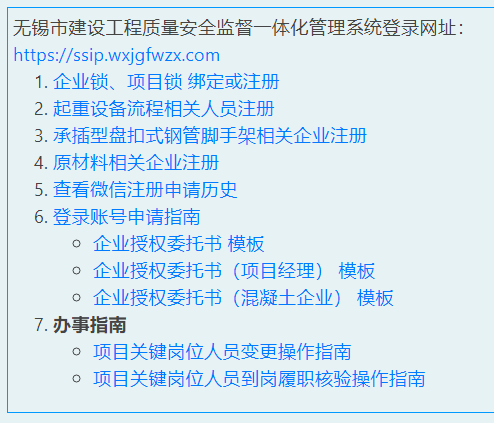 无锡市建设工程质量安全监督一体化管理系统登录网址：
https://ssip.wxjgfwzx.com
1. 企业锁、项目锁 绑定或注册
2. 起重设备流程相关人员注册
3. 承插型盘扣式钢管脚手架相关企业注册
4. 原材料相关企业注册
5. 查看微信注册申请历史
6. 登录账号申请指南
○ 企业授权委托书 模板
○ 企业授权委托书（项目经理） 模板
○ 企业授权委托书（混凝土企业） 模板
7. 办事指南
○ 项目关键岗位人员变更操作指南
○ 项目关键岗位人员到岗履职核验操作指南